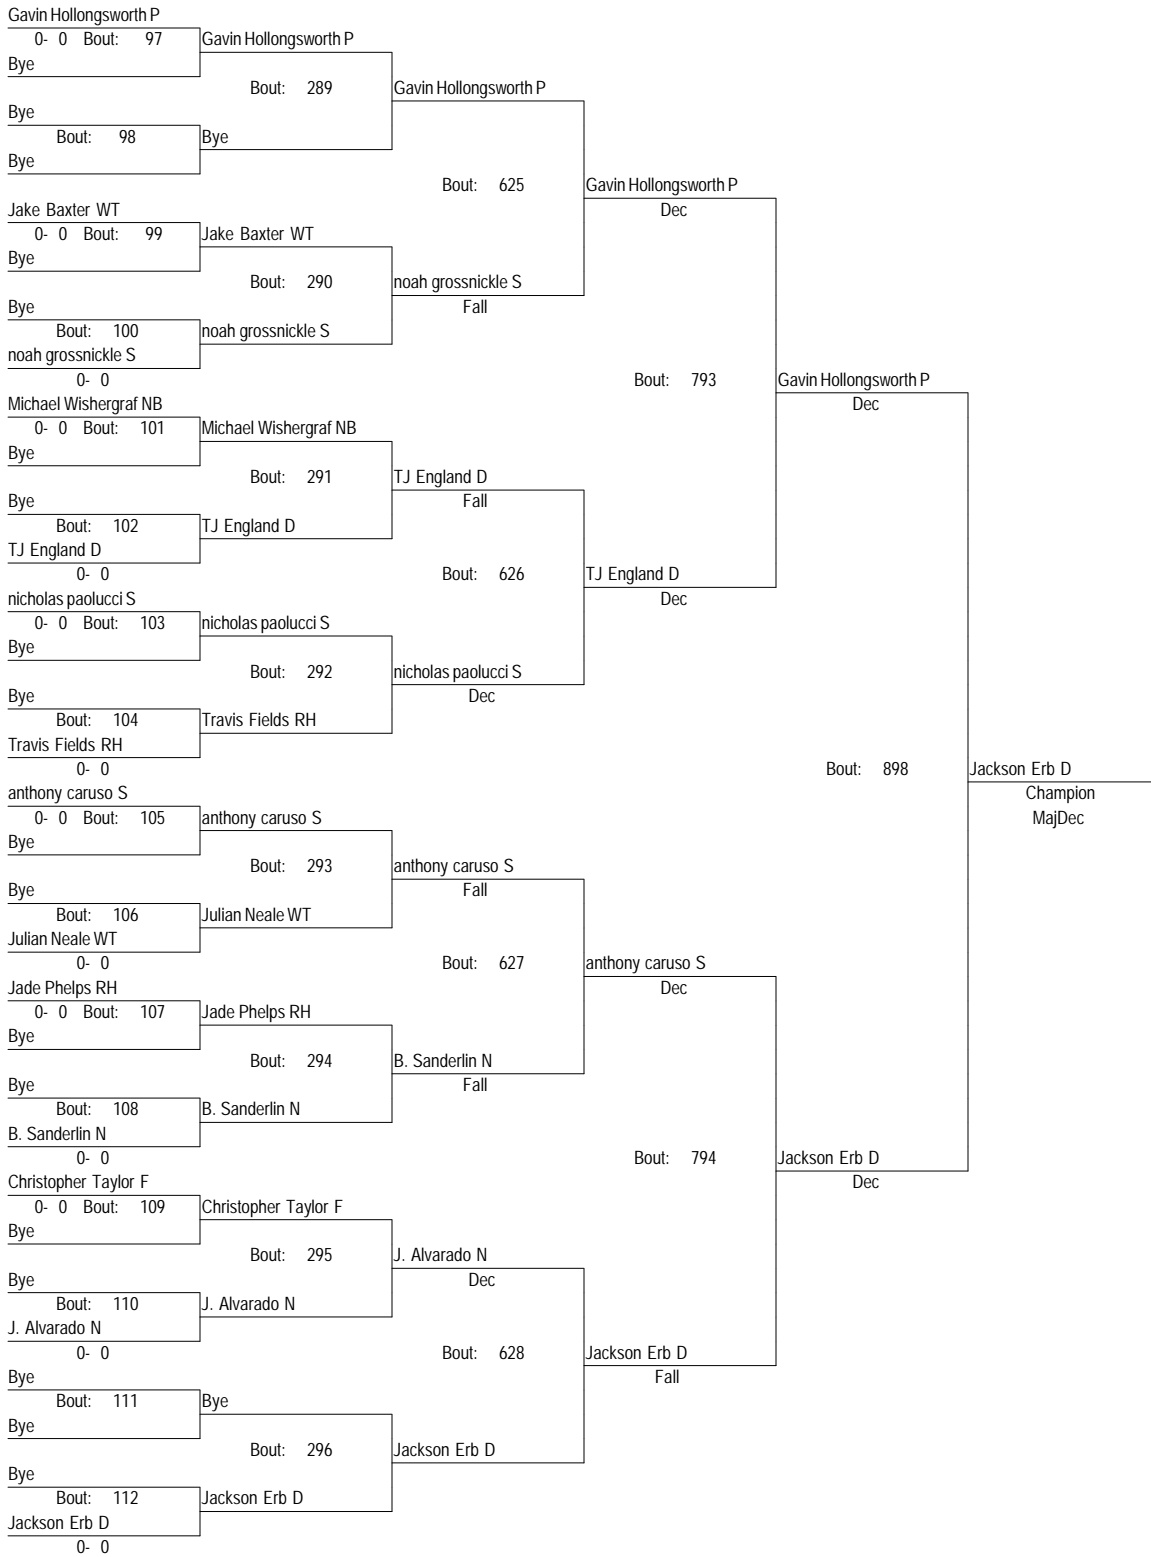 Gavin Hollongsworth P
0- 0 Bout: 97 Gavin Hollongsworth P
Bye
Bout: 289 Gavin Hollongsworth P
Bye
Bout: 98 Bye
Bye
Bout: 625 Gavin Hollongsworth P
Jake Baxter WT Dec
0- 0 Bout: 99 Jake Baxter WT
Bye
Bout: 290 noah grossnickle S
Bye Fall
Bout: 100 noah grossnickle S
noah grossnickle S
0- 0 Bout: 793 Gavin Hollongsworth P
Michael Wishergraf NB Dec
0- 0 Bout: 101 Michael Wishergraf NB
Bye
Bout: 291 TJ England D
Bye Fall
Bout: 102 TJ England D
TJ England D
0- 0 Bout: 626 TJ England D
nicholas paolucci S Dec
0- 0 Bout: 103 nicholas paolucci S
Bye
Bout: 292 nicholas paolucci S
Bye Dec
Bout: 104 Travis Fields RH
Travis Fields RH
0- 0 Bout: 898 Jackson Erb D
anthony caruso S Champion
0- 0 Bout: 105 anthony caruso S MajDec
Bye
Bout: 293 anthony caruso S
Bye Fall
Bout: 106 Julian Neale WT
Julian Neale WT
0- 0 Bout: 627 anthony caruso S
Jade Phelps RH Dec
0- 0 Bout: 107 Jade Phelps RH
Bye
Bout: 294 B. Sanderlin N
Bye Fall
Bout: 108 B. Sanderlin N
B. Sanderlin N
0- 0 Bout: 794 Jackson Erb D
Christopher Taylor F Dec
0- 0 Bout: 109 Christopher Taylor F
Bye
Bout: 295 J. Alvarado N
Bye Dec
Bout: 110 J. Alvarado N
J. Alvarado N
0- 0 Bout: 628 Jackson Erb D
Bye Fall
Bout: 111 Bye
Bye
Bout: 296 Jackson Erb D
Bye
Bout: 112 Jackson Erb D
Jackson Erb D
0- 0